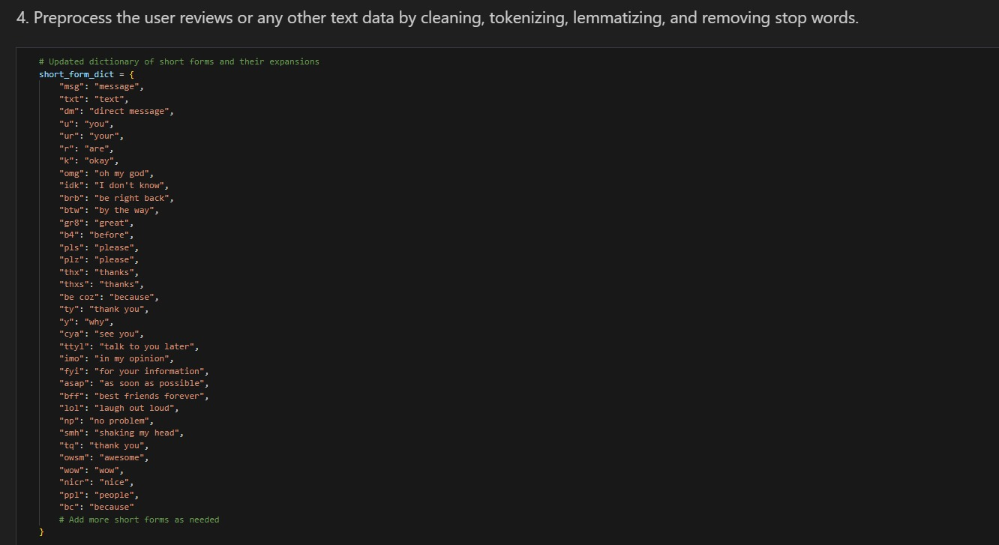 4. Preprocess the user reviews or any other text data by cleaning, tokenizing, lemmatizing, and removing stop words.
# Updated dictionary of short forms and their expansions
short_form_dict = {
"msg": "message",
"txt": "text",
"dm": "direct message",
"u": "you",
"ur": "your",
"r": "are",
"k": "okay",
"omg": "oh my god",
"idk": "I don't know",
"brb": "be right back",
"btw": "by the way",
"gr8": "great",
"b4": "before",
"pls": "please",
"plz": "please",
"thx": "thanks",
"thxs": "thanks",
"be coz": "because",
"ty": "thank you",
"y": "why",
"cya": "see you",
"ttyl": "talk to you later",
"imo": "in my opinion",
"fyi": "for your information",
"asap": "as soon as possible",
"bff": "best friends forever",
"lol": "laugh out loud",
"np": "no problem",
"smh": "shaking my head",
"tq": "thank you",
"owsm": "awesome",
"wow": "wow",
"nicr": "nice",
"ppl": "people",
"bc": "because"
# Add more short forms as needed
}